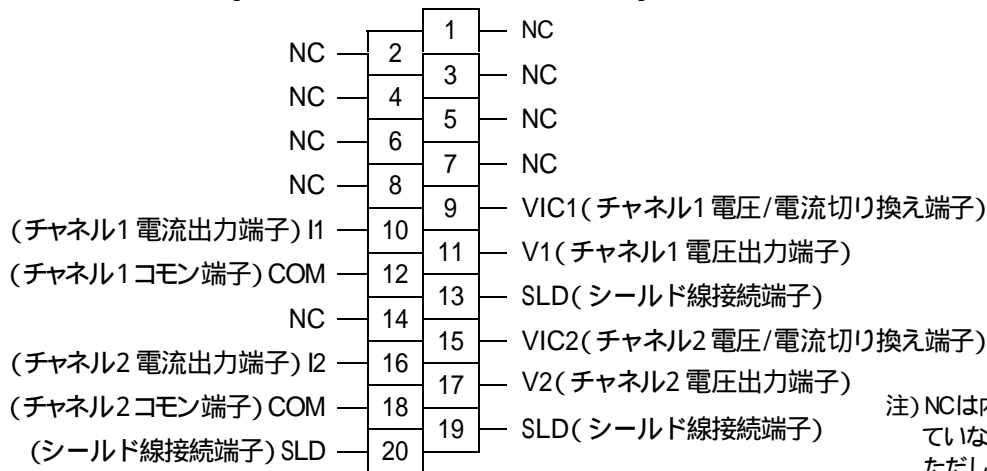 1 NC
NC 2
3 NC
NC 4
5 NC
NC 6
7 NC
NC 8
9 VIC1(チャネル1 電圧/電流切り換え端子)
(チャネル1 電流出力端子) I1 10
11 V1(チャネル1 電圧出力端子)
(チャネル1 コモン端子) COM 12
13 SLD(シールド線接続端子)
NC 14
15 VIC2(チャネル2 電圧/電流切り換え端子)
(チャネル2 電流出力端子) I2 16
17 V2(チャネル2 電圧出力端子)
(チャネル2 コモン端子) COM 18
19 SLD(シールド線接続端子)
(シールド線接続端子) SLD 20
注) NCは
ていな
ただし